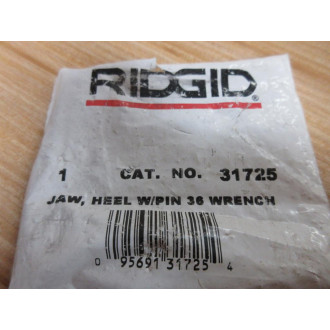 RIDGID®
1 CAT. NO. 31725
JAW, HEEL W/PIN 36 WRENCH
0 95691 31725 4